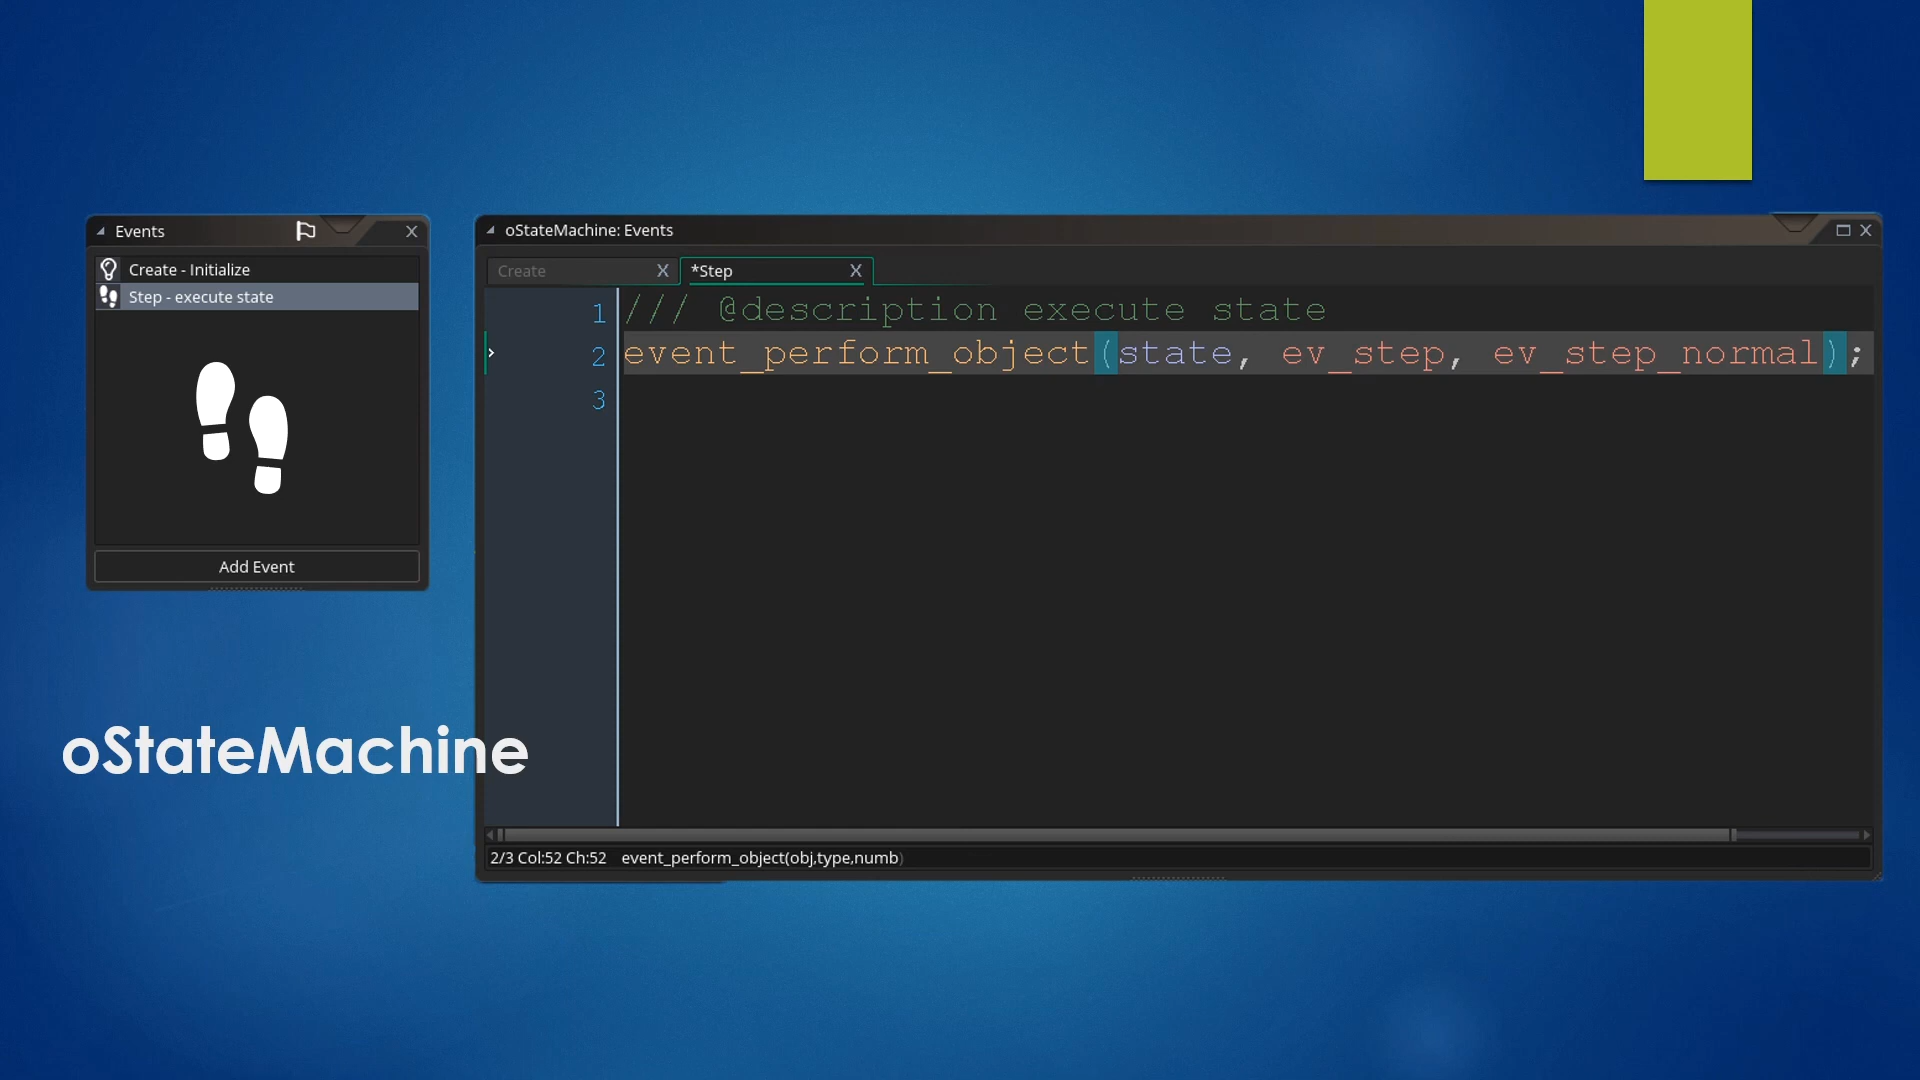 Events
X
Create - Initialize
Step - execute state
Add Event
oStateMachine
oStateMachine: Events
X
Create X
*Step X
1 /// @description execute state
2 event_perform_object(state, ev_step, ev_step_normal);
3
2/3 Col:52 Ch:52 event_perform_object(obj,type,numb)